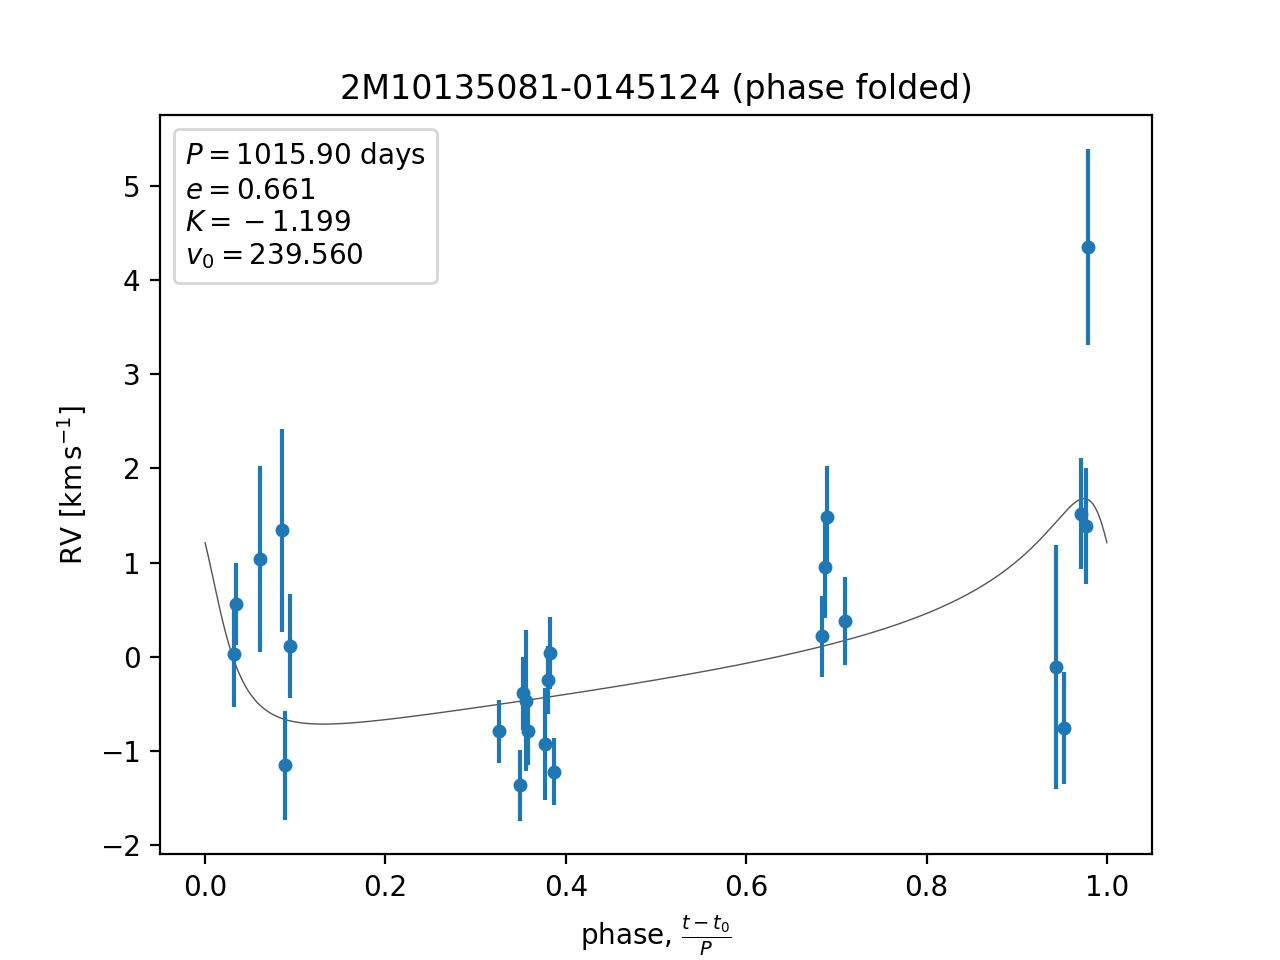 2M10135081-0145124 (phase folded)
P = 1015.90 days
e = 0.661
K = −1.199
v₀ = 239.560
5
4
3
2
1
0
−1
−2
RV [km s⁻¹]
0.0 0.2 0.4 0.6 0.8 1.0
phase, (t − t₀)/P